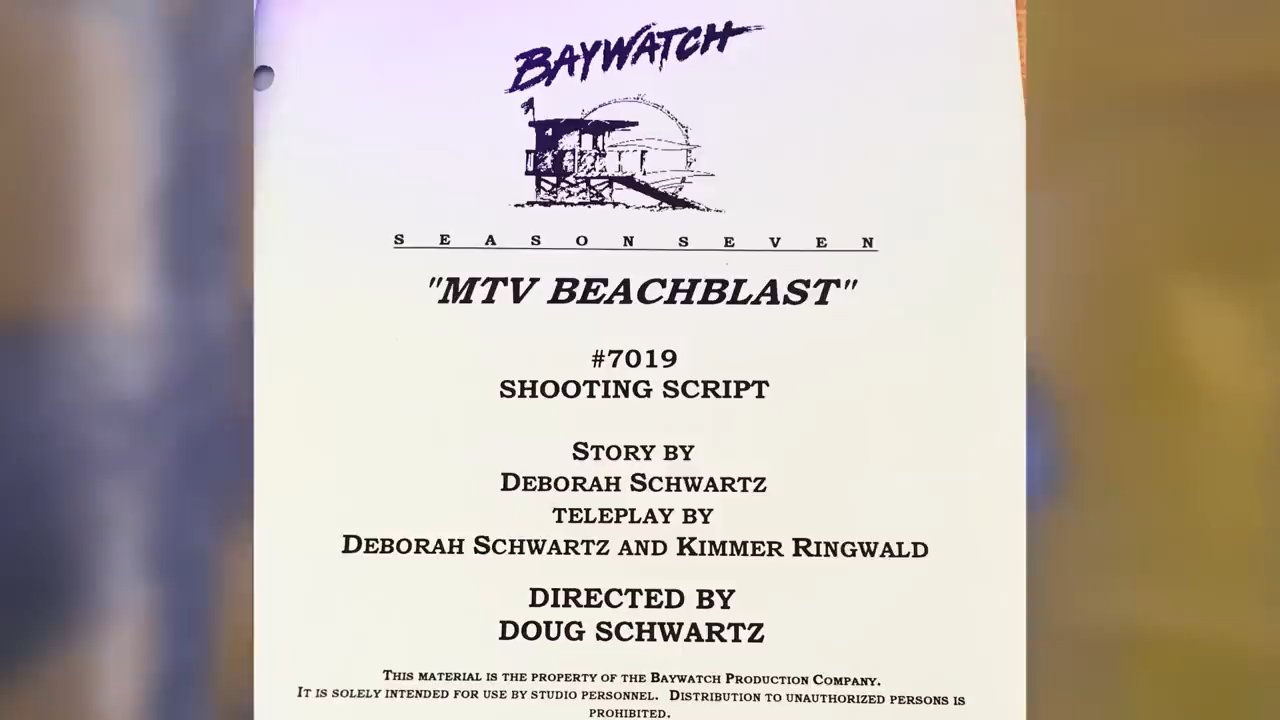 BAYWATCH
SEASON SEVEN
"MTV BEACHBLAST"
#7019
SHOOTING SCRIPT
STORY BY
DEBORAH SCHWARTZ
TELEPLAY BY
DEBORAH SCHWARTZ AND KIMMER RINGWALD
DIRECTED BY
DOUG SCHWARTZ
THIS MATERIAL IS THE PROPERTY OF THE BAYWATCH PRODUCTION COMPANY.
IT IS SOLELY INTENDED FOR USE BY STUDIO PERSONNEL. DISTRIBUTION TO UNAUTHORIZED PERSONS IS
PROHIBITED.